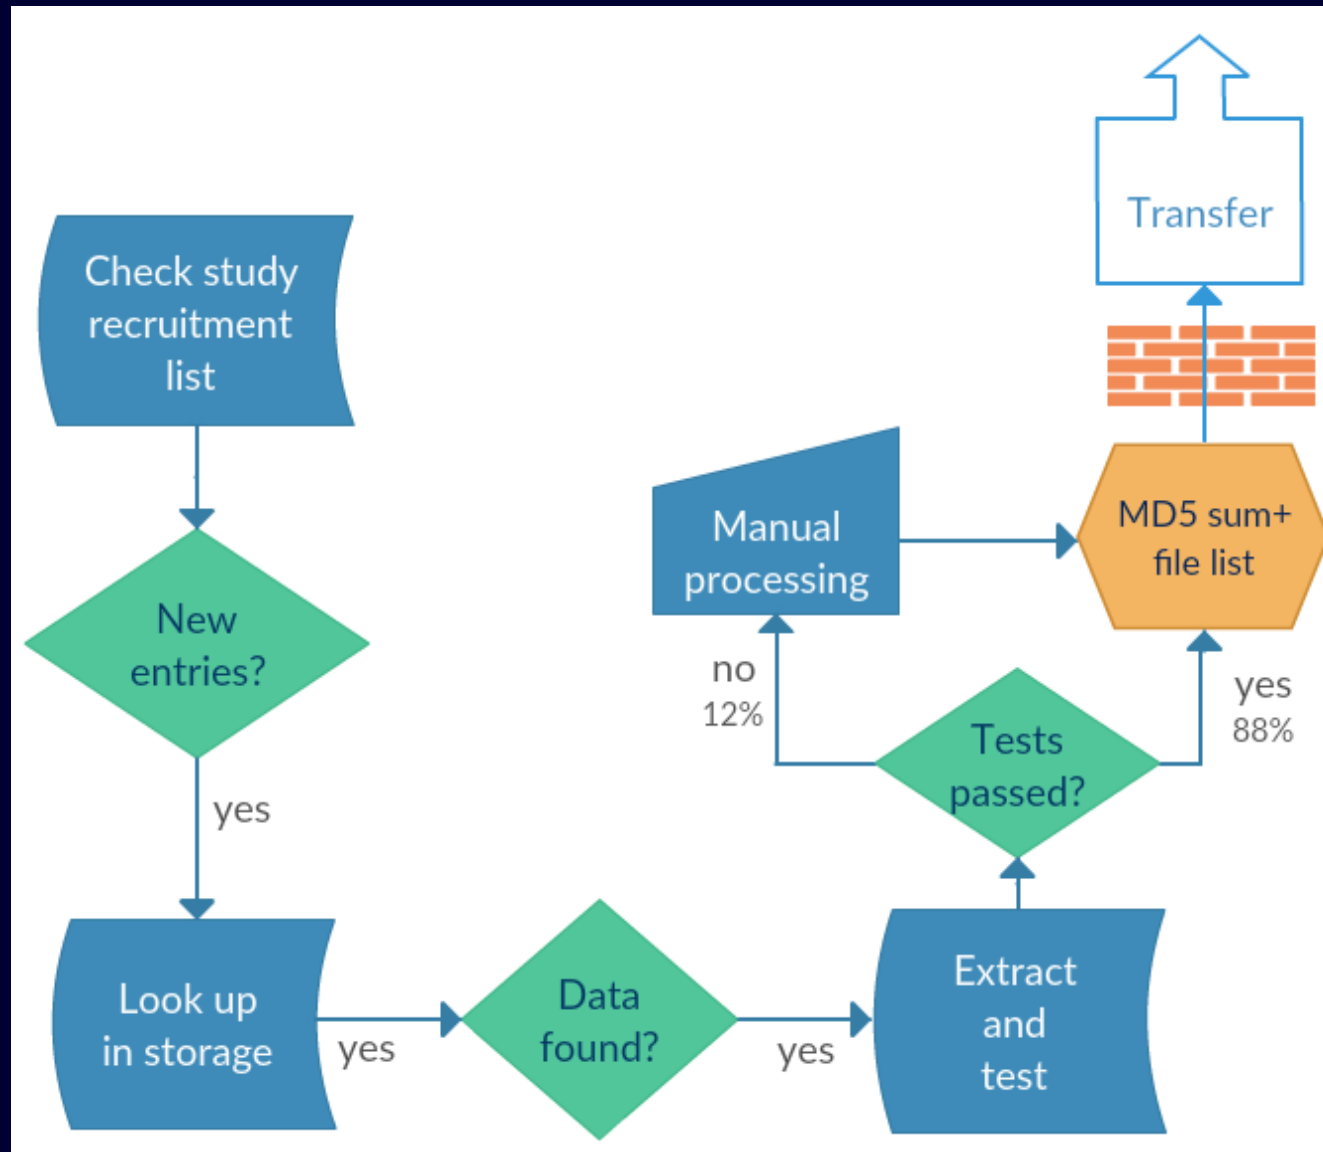 Check study
recruitment
list
New
entries?
yes
Look up
in storage
yes
Data
found?
yes
Extract
and
test
Tests
passed?
no
12%
yes
88%
Manual
processing
MD5 sum+
file list
Transfer